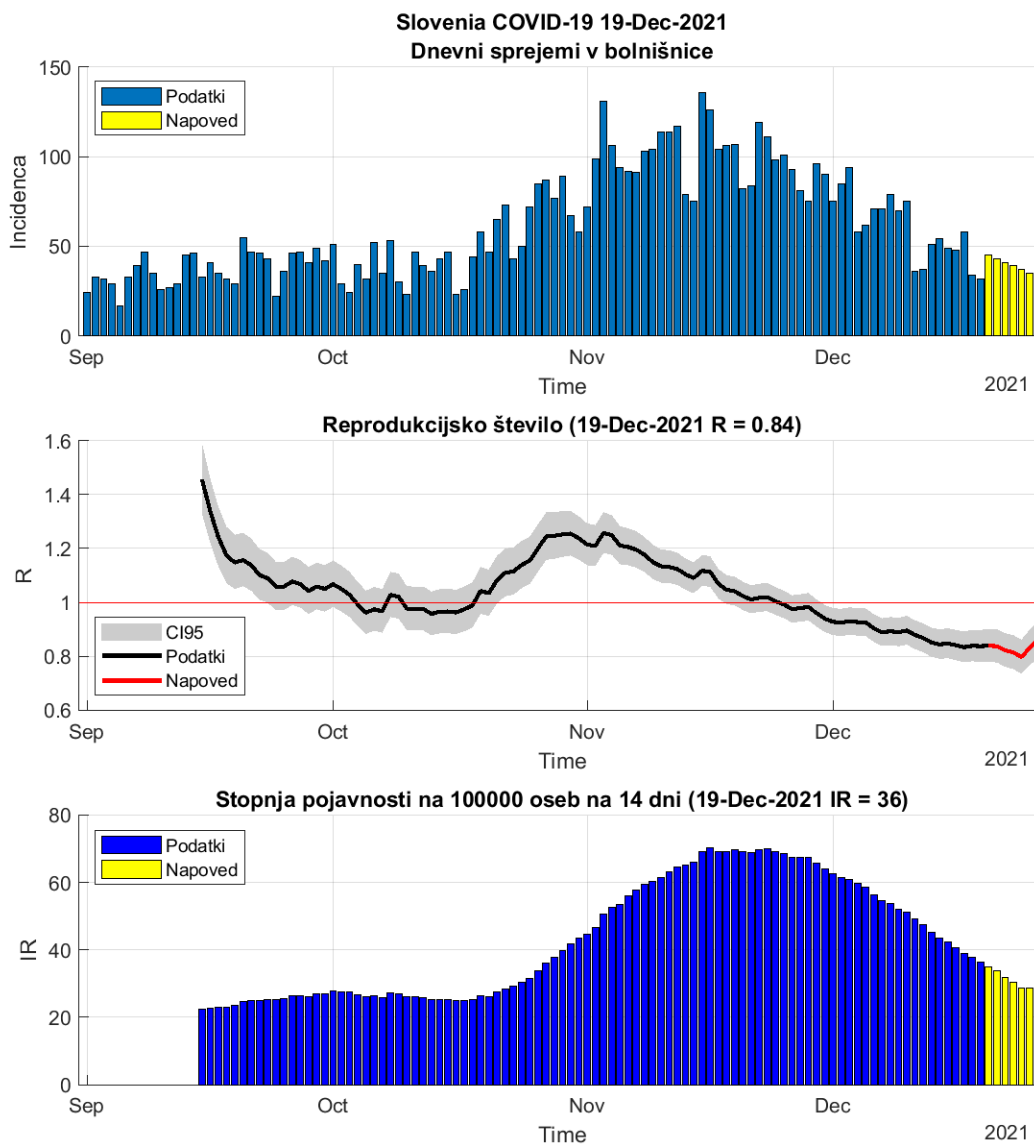 Slovenia COVID-19 19-Dec-2021
Dnevni sprejemi v bolnišnice
150
100
50
0
Incidenca
Podatki
Napoved
Sep
Oct
Nov
Dec
Time
2021
Reprodukcijsko število (19-Dec-2021 R = 0.84)
1.6
1.4
1.2
1
0.8
0.6
R
CI95
Podatki
Napoved
Sep
Oct
Nov
Dec
Time
2021
Stopnja pojavnosti na 100000 oseb na 14 dni (19-Dec-2021 IR = 36)
80
60
40
20
0
IR
Podatki
Napoved
Sep
Oct
Nov
Dec
Time
2021